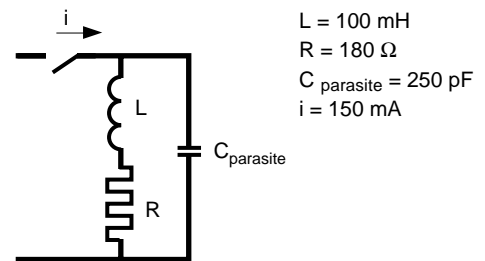 i
L
C parasite
R
L = 100 mH
R = 180 Ω
C parasite = 250 pF
i = 150 mA